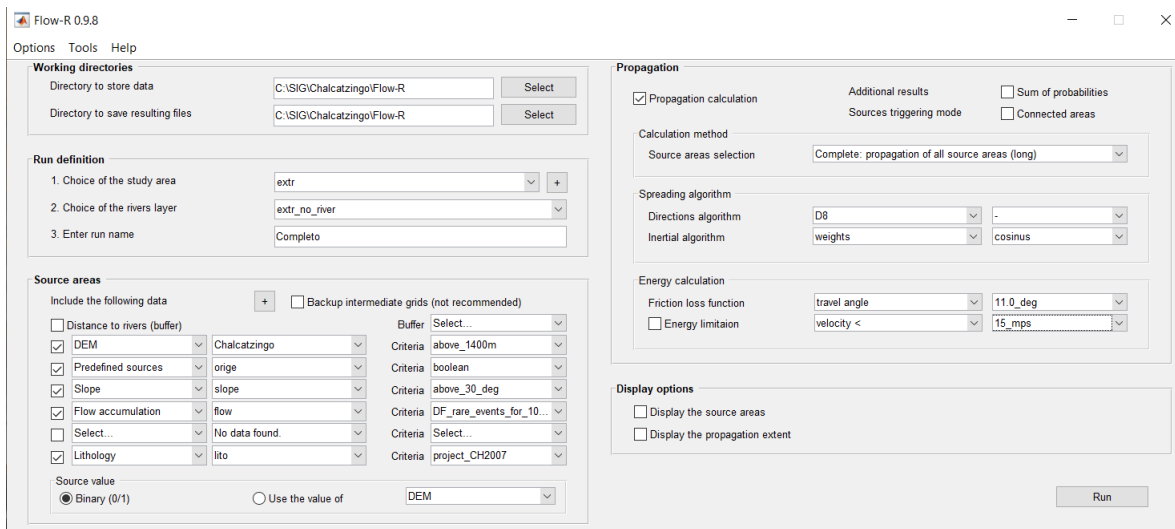 Flow-R 0.9.8
Options Tools Help
Working directories
Directory to store data C:\SIG\Chalcatzingo\Flow-R Select
Directory to save resulting files C:\SIG\Chalcatzingo\Flow-R Select
Run definition
1. Choice of the study area extr +
2. Choice of the rivers layer extr_no_river
3. Enter run name Completo
Source areas
Include the following data + Backup intermediate grids (not recommended)
Distance to rivers (buffer) Buffer Select...
DEM Chalcatzingo Criteria above_1400m
Predefined sources orige Criteria boolean
Slope slope Criteria above_30_deg
Flow accumulation flow Criteria DF_rare_events_for_10...
Select... No data found. Criteria Select...
Lithology lito Criteria project_CH2007
Source value
Binary (0/1) Use the value of DEM
Propagation
Propagation calculation Additional results Sum of probabilities
Sources triggering mode Connected areas
Calculation method
Source areas selection Complete: propagation of all source areas (long)
Spreading algorithm
Directions algorithm D8 -
Inertial algorithm weights cosinus
Energy calculation
Friction loss function travel angle 11.0_deg
Energy limitaion velocity < 15_mps
Display options
Display the source areas
Display the propagation extent
Run